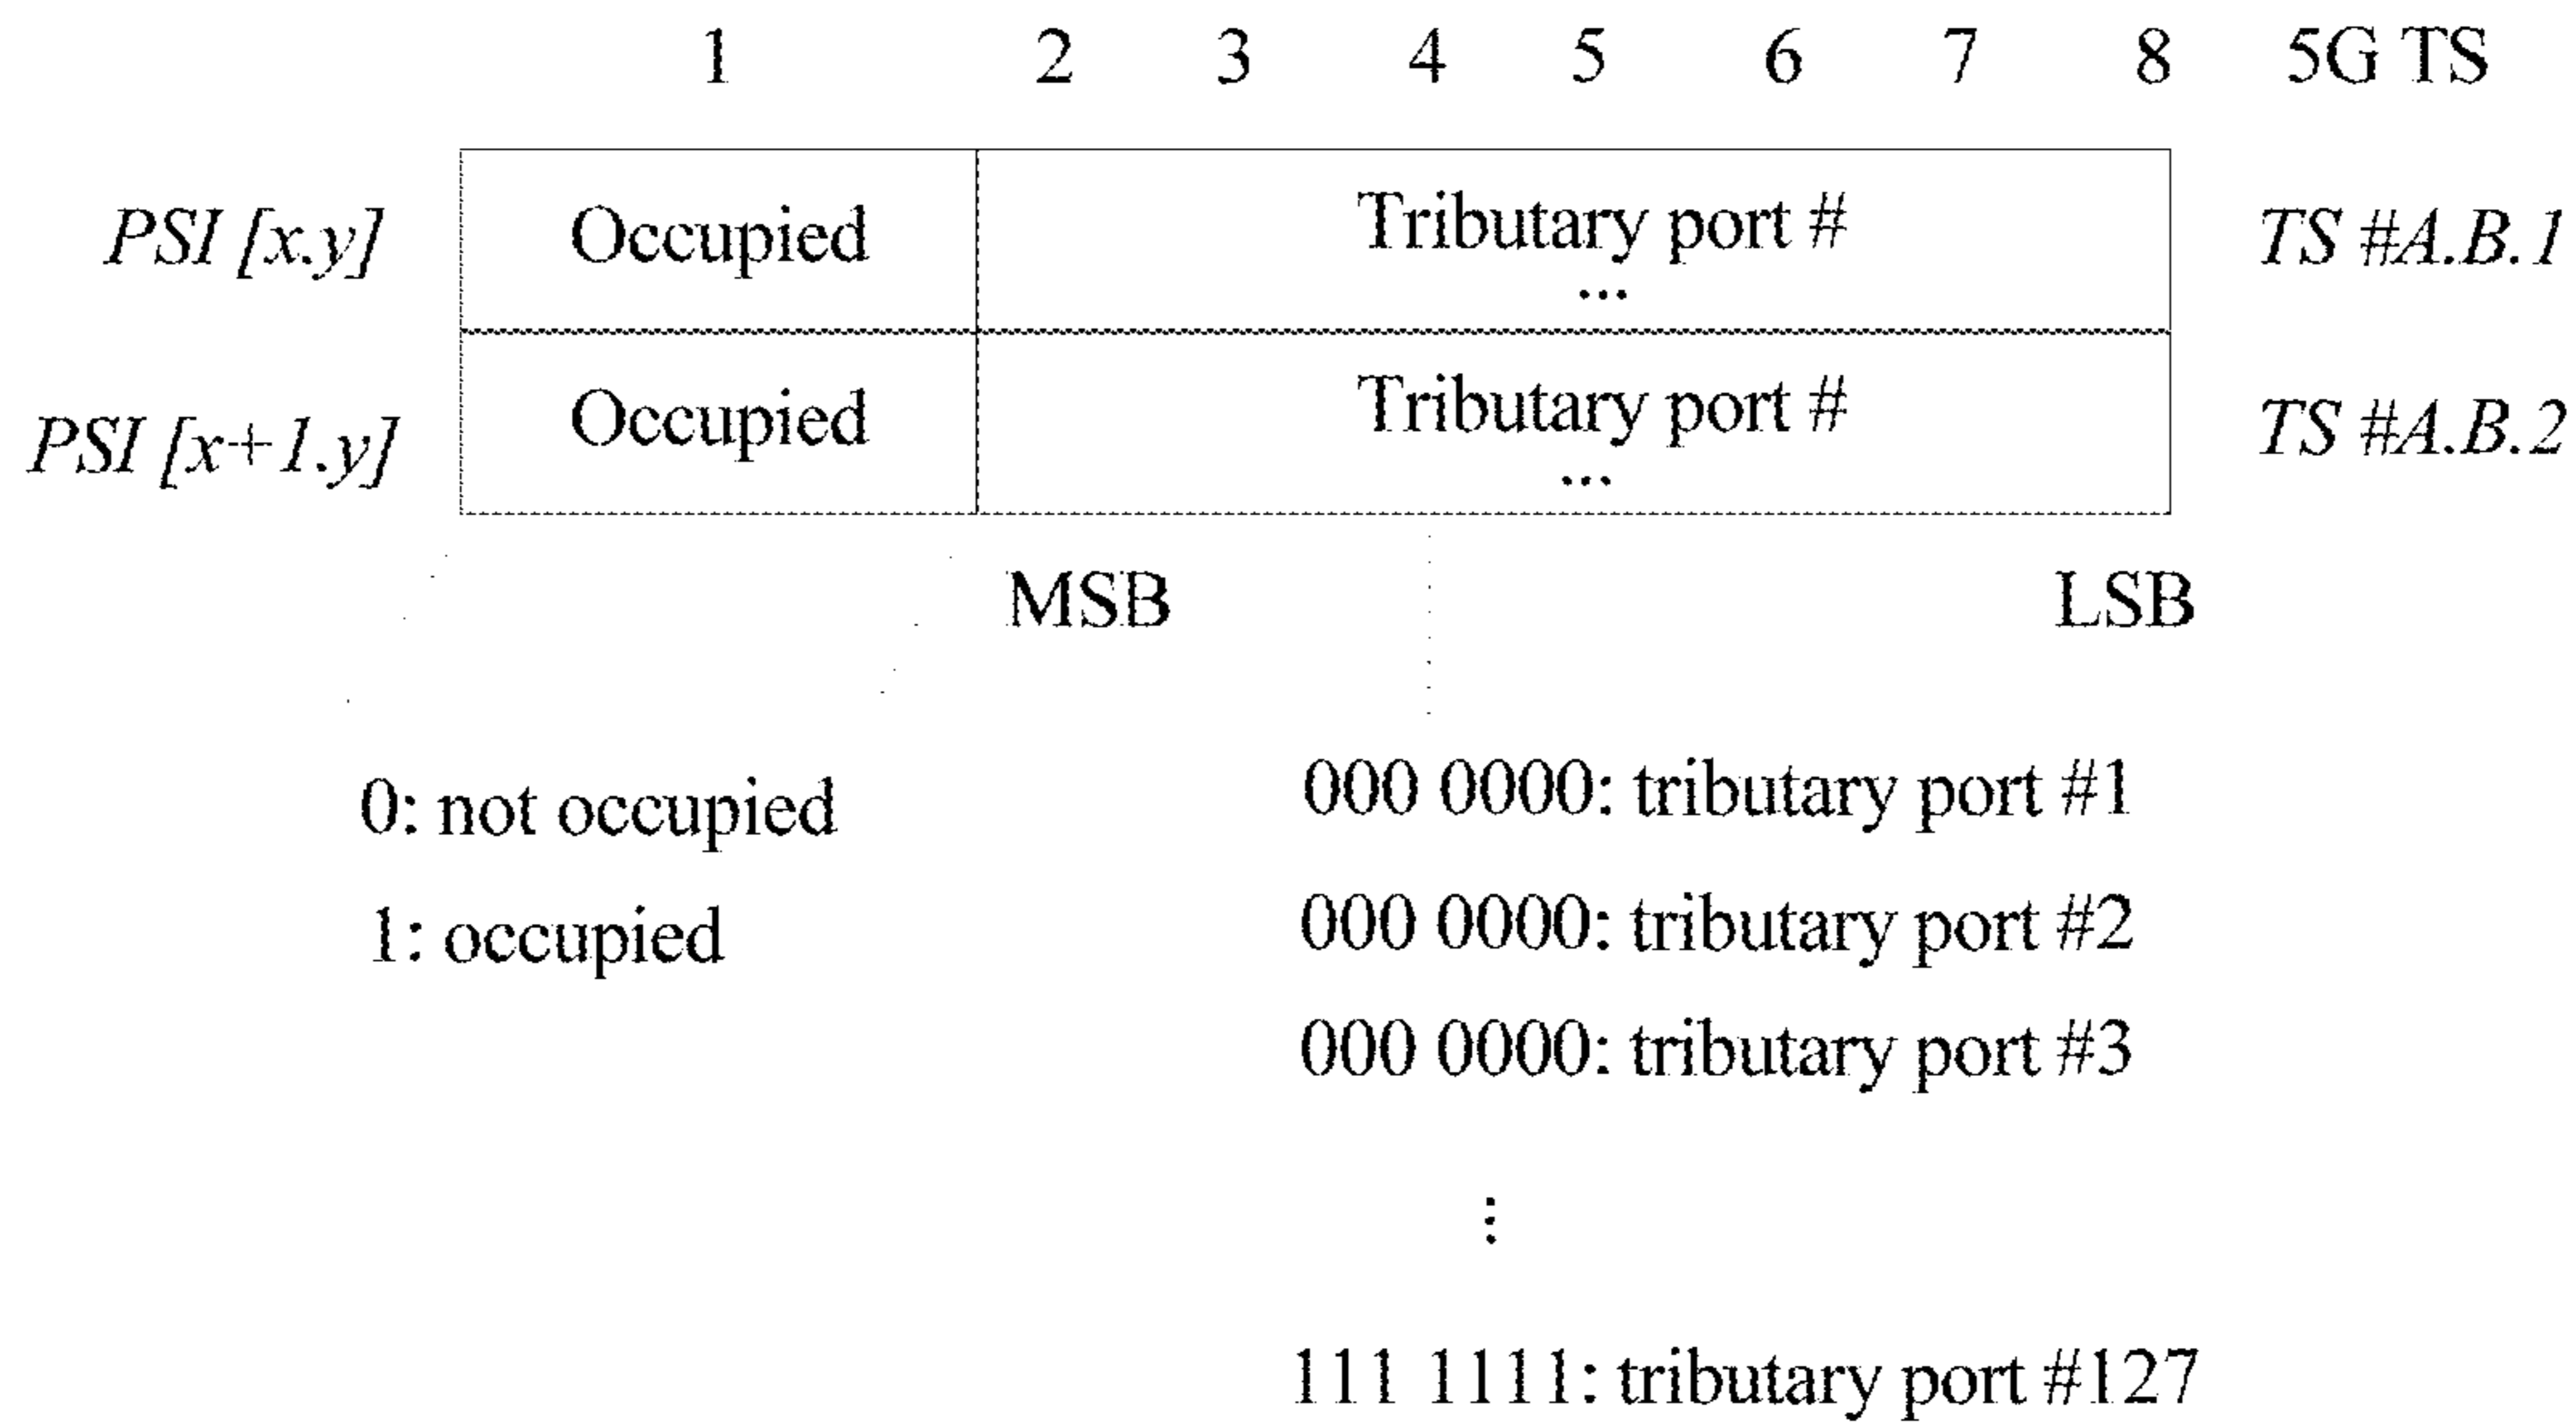 1 2 3 4 5 6 7 8 5G TS
PSI [x.y] Occupied Tributary port # TS #A.B.1
...
PSI [x+1.y] Occupied Tributary port # TS #A.B.2
...
MSB LSB
0: not occupied 000 0000: tributary port #1
1: occupied 000 0000: tributary port #2
000 0000: tributary port #3
⋮
111 1111: tributary port #127